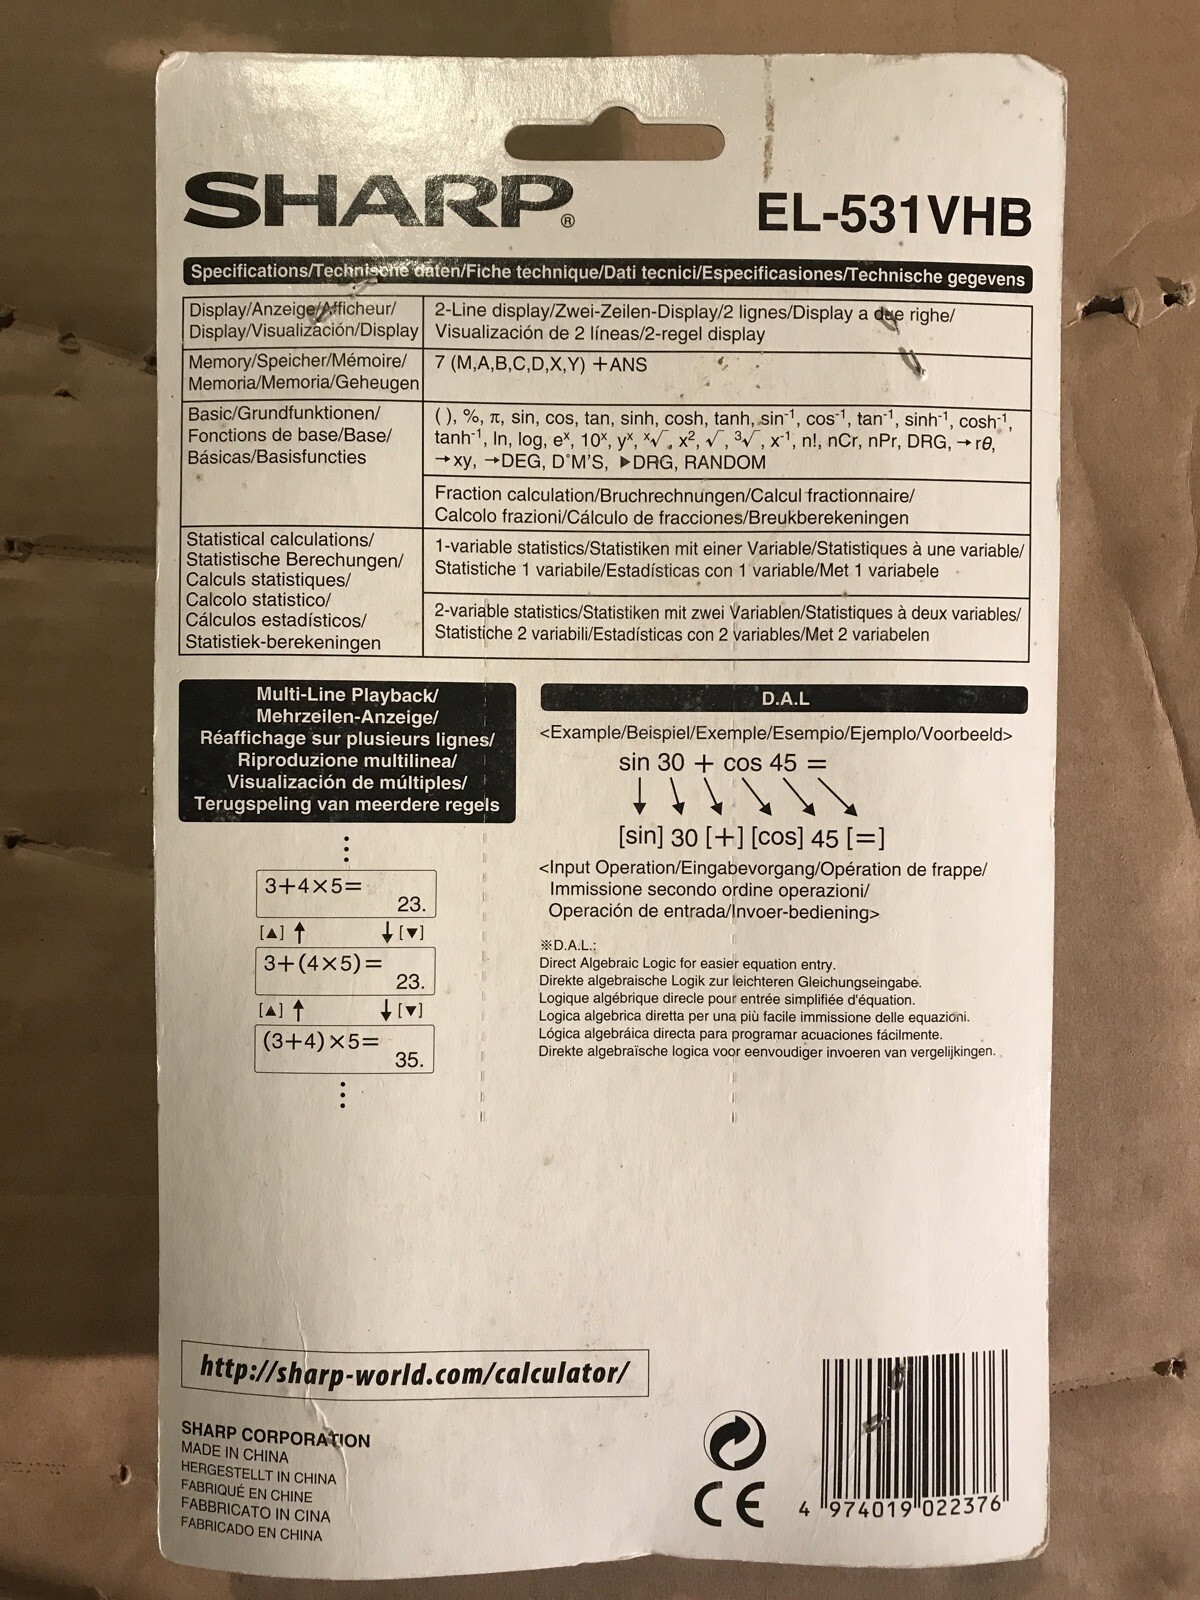 SHARP®
EL-531VHB
Specifications/Technische daten/Fiche technique/Dati tecnici/Especificasiones/Technische gegevens
Display/Anzeige/Afficheur/
Display/Visualización/Display
2-Line display/Zwei-Zeilen-Display/2 lignes/Display a due righe/
Visualización de 2 líneas/2-regel display
Memory/Speicher/Mémoire/
Memoria/Memoria/Geheugen
7 (M,A,B,C,D,X,Y) +ANS
Basic/Grundfunktionen/
Fonctions de base/Base/
Básicas/Basisfuncties
( ), %, π, sin, cos, tan, sinh, cosh, tanh, sin⁻¹, cos⁻¹, tan⁻¹, sinh⁻¹, cosh⁻¹,
tanh⁻¹, ln, log, eˣ, 10ˣ, yˣ, ˣ√, x², √, ³√, x⁻¹, n!, nCr, nPr, DRG, →rθ,
→xy, →DEG, D°M'S, ▶DRG, RANDOM
Fraction calculation/Bruchrechnungen/Calcul fractionnaire/
Calcolo frazioni/Cálculo de fracciones/Breukberekeningen
Statistical calculations/
Statistische Berechungen/
Calculs statistiques/
Calcolo statistico/
Cálculos estadísticos/
Statistiek-berekeningen
1-variable statistics/Statistiken mit einer Variable/Statistiques à une variable/
Statistiche 1 variabile/Estadísticas con 1 variable/Met 1 variabele
2-variable statistics/Statistiken mit zwei Variablen/Statistiques à deux variables/
Statistiche 2 variabili/Estadísticas con 2 variables/Met 2 variabelen
Multi-Line Playback/
Mehrzeilen-Anzeige/
Réaffichage sur plusieurs lignes/
Riproduzione multilinea/
Visualización de múltiples/
Terugspeling van meerdere regels
3+4×5=
23.
[▲] ↑ ↓ [▼]
3+(4×5)=
23.
[▲] ↑ ↓ [▼]
(3+4)×5=
35.
D.A.L
<Example/Beispiel/Exemple/Esempio/Ejemplo/Voorbeeld>
sin 30 + cos 45 =
[sin] 30 [+] [cos] 45 [=]
<Input Operation/Eingabevorgang/Opération de frappe/
Immissione secondo ordine operazioni/
Operación de entrada/Invoer-bediening>
※D.A.L.:
Direct Algebraic Logic for easier equation entry.
Direkte algebraische Logik zur leichteren Gleichungseingabe.
Logique algébrique direcle pour entrée simplifiée d'équation.
Logica algebrica diretta per una più facile immissione delle equazioni.
Lógica algebráica directa para programar acuaciones fácilmente.
Direkte algebraïsche logica voor eenvoudiger invoeren van vergelijkingen.
http://sharp-world.com/calculator/
SHARP CORPORATION
MADE IN CHINA
HERGESTELLT IN CHINA
FABRIQUÉ EN CHINE
FABBRICATO IN CINA
FABRICADO EN CHINA
CE
4 974019 022376